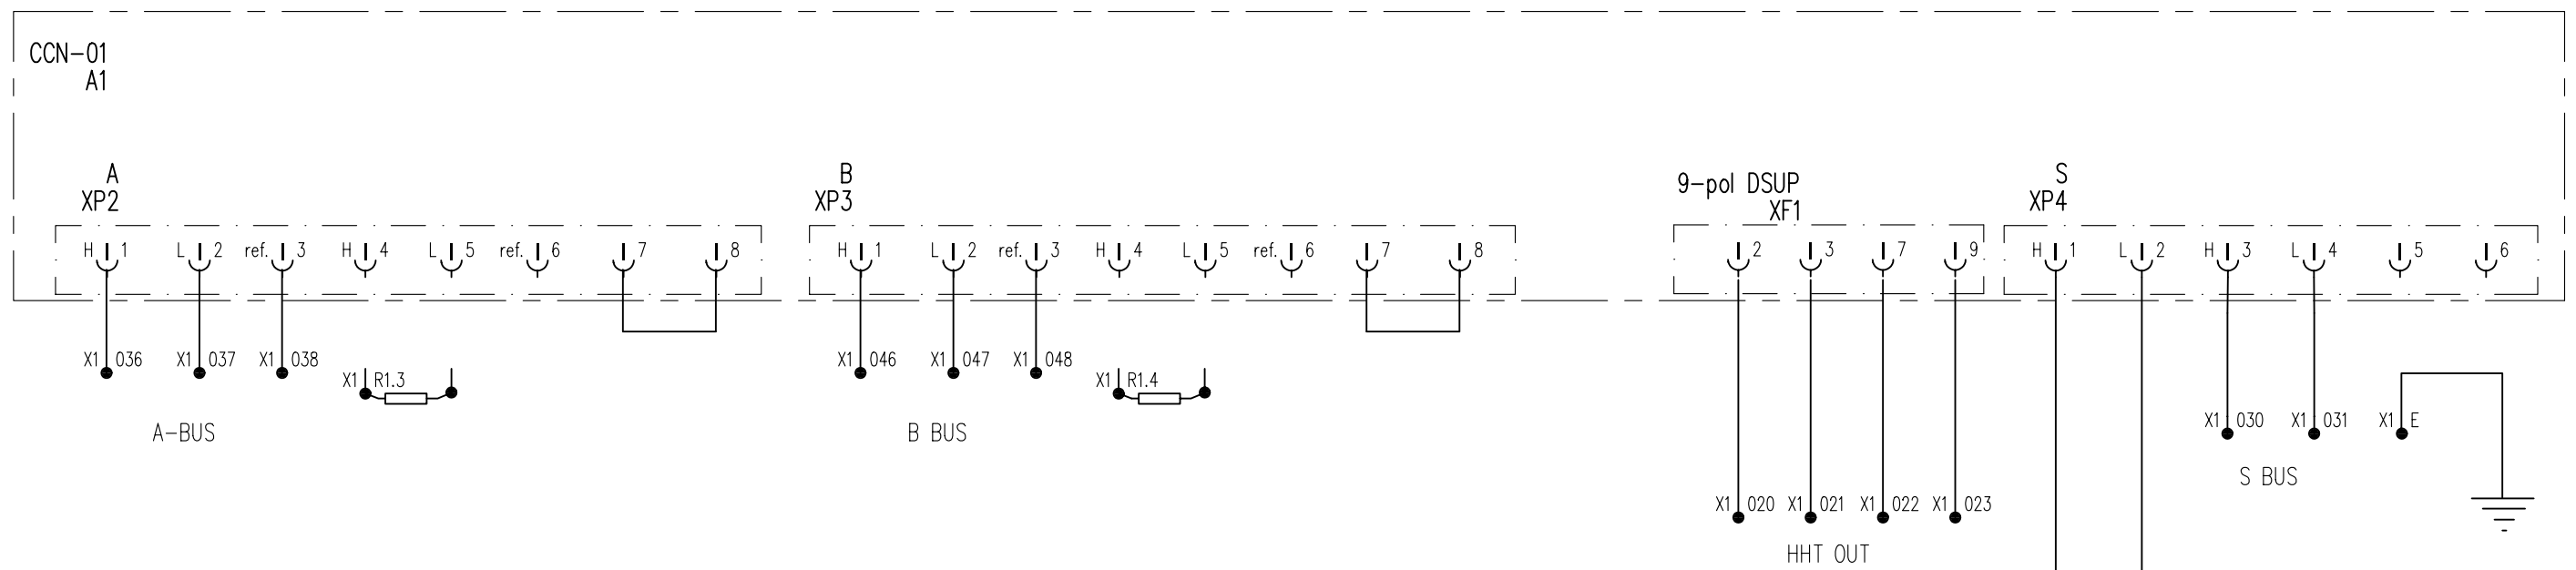 CCN-01
A1
A
XP2
B
XP3
9-pol DSUP
XF1
S
XP4
H 1 L 2 ref. 3 H 4 L 5 ref. 6 7 8
H 1 L 2 ref. 3 H 4 L 5 ref. 6 7 8
2 3 7 9
H 1 L 2 H 3 L 4 5 6
X1 036 X1 037 X1 038
X1 R1.3
X1 046 X1 047 X1 048
X1 R1.4
A-BUS
B BUS
X1 030 X1 031 X1 E
S BUS
X1 020 X1 021 X1 022 X1 023
HHT OUT